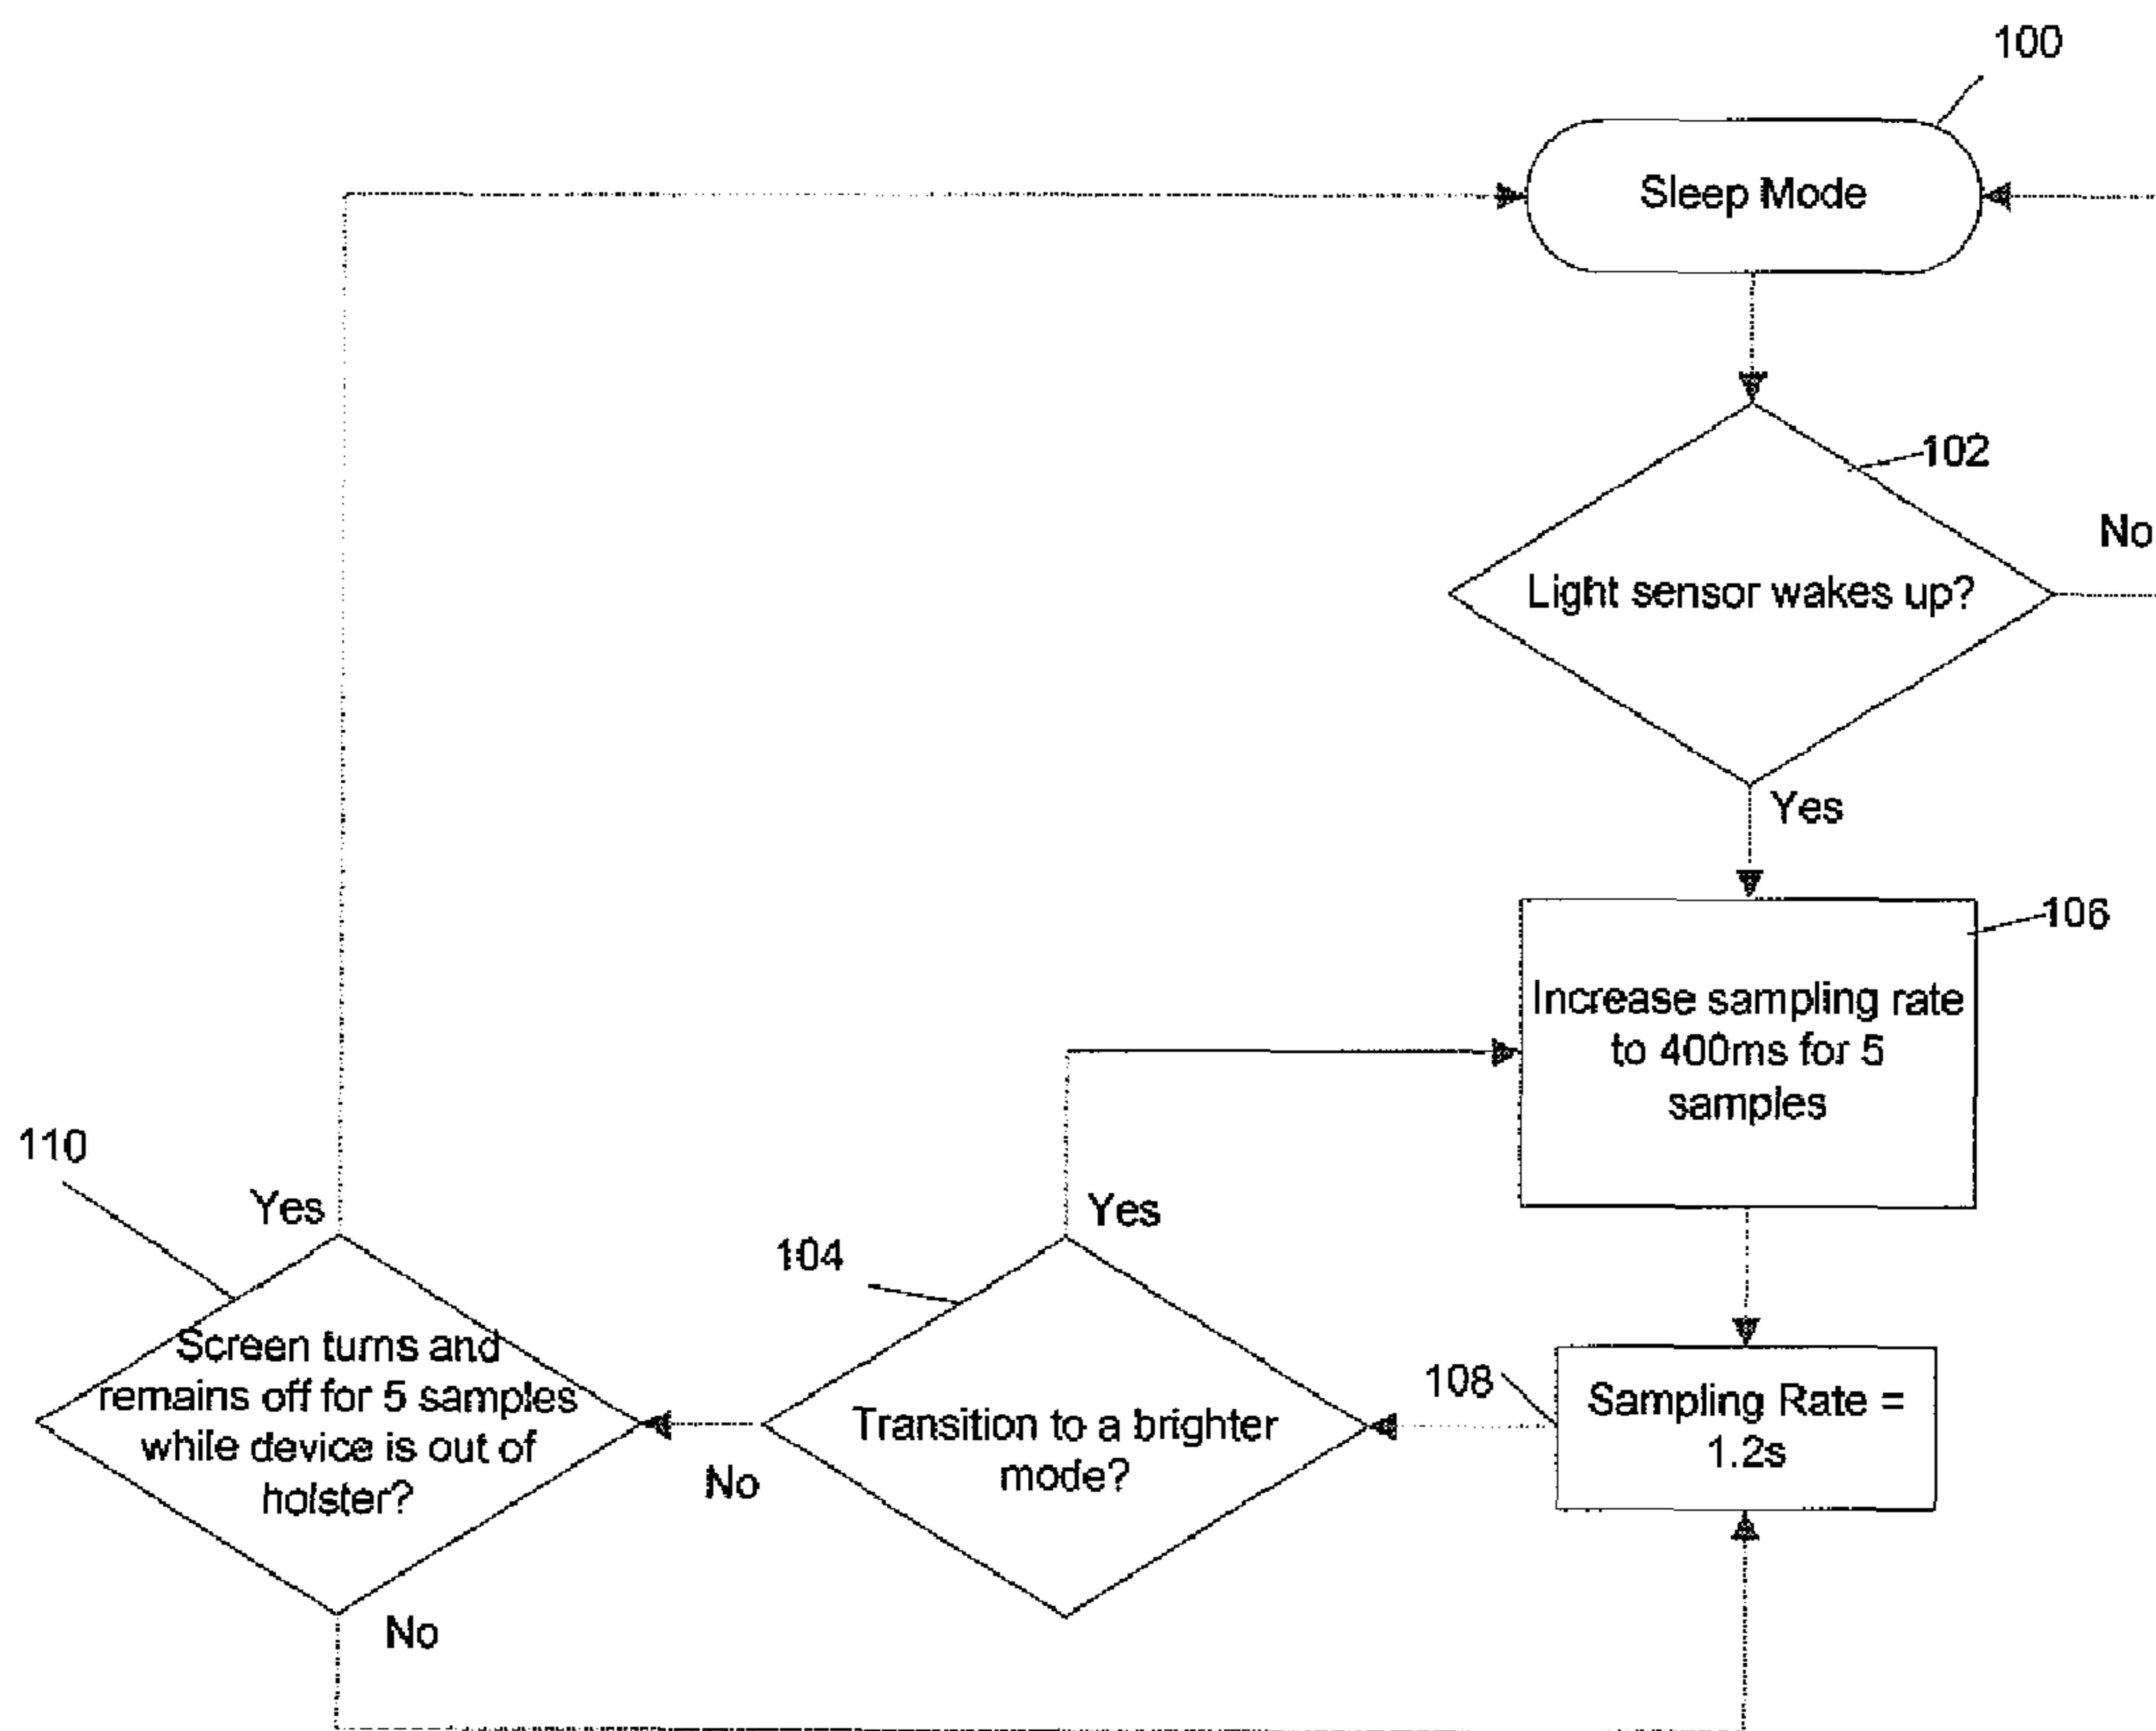 100
Sleep Mode
102
No
Light sensor wakes up?
Yes
106
Increase sampling rate
to 400ms for 5
samples
110
Yes
Yes
104
Screen turns and
remains off for 5 samples
while device is out of
holster?
108
Sampling Rate =
1.2s
Transition to a brighter
mode?
No
No